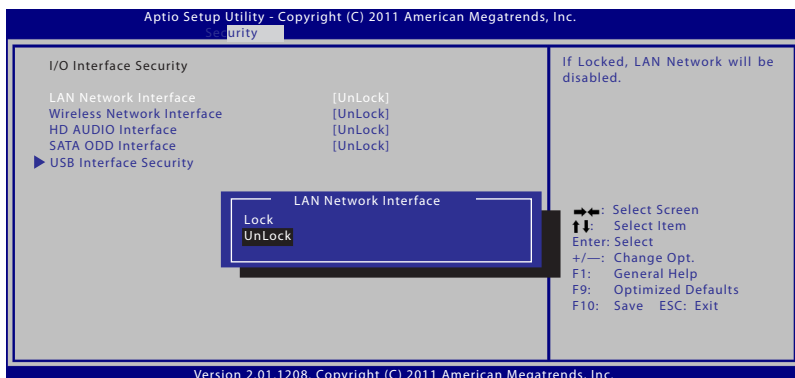 Aptio Setup Utility - Copyright (C) 2011 American Megatrends, Inc.
Security
I/O Interface Security
LAN Network Interface [UnLock]
Wireless Network Interface [UnLock]
HD AUDIO Interface [UnLock]
SATA ODD Interface [UnLock]
USB Interface Security
LAN Network Interface
Lock
UnLock
If Locked, LAN Network will be
disabled.
→←: Select Screen
↑↓: Select Item
Enter: Select
+/—: Change Opt.
F1: General Help
F9: Optimized Defaults
F10: Save ESC: Exit
Version 2.01.1208. Copyright (C) 2011 American Megatrends, Inc.